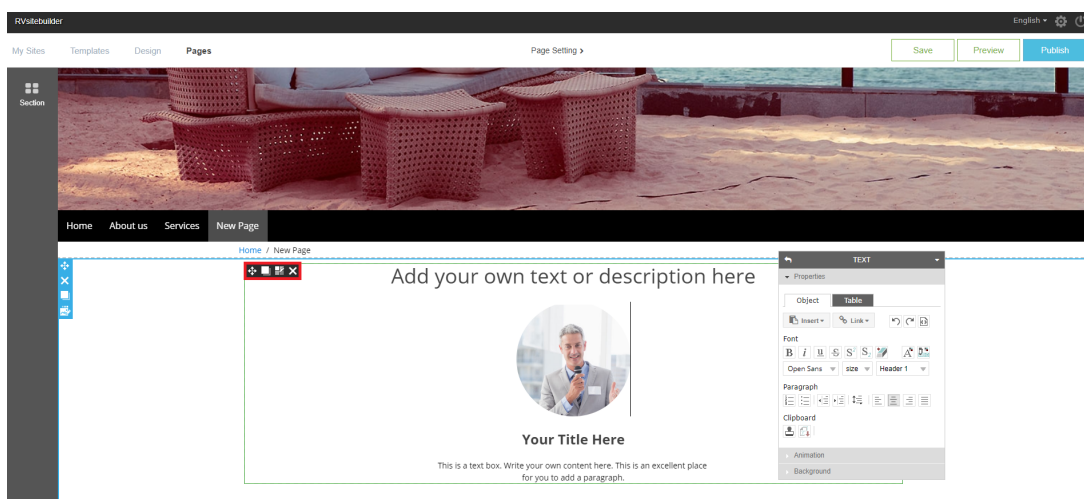 RVsitebuilder
English
My Sites Templates Design Pages Page Setting > Save Preview Publish
Section
Home About us Services New Page
Home / New Page
Add your own text or description here
Your Title Here
This is a text box. Write your own content here. This is an excellent place
for you to add a paragraph.
TEXT
Properties
Object Table
Insert Link
Font
B i U S S S A
Open Sans size Header 1
Paragraph
Clipboard
Animation
Background